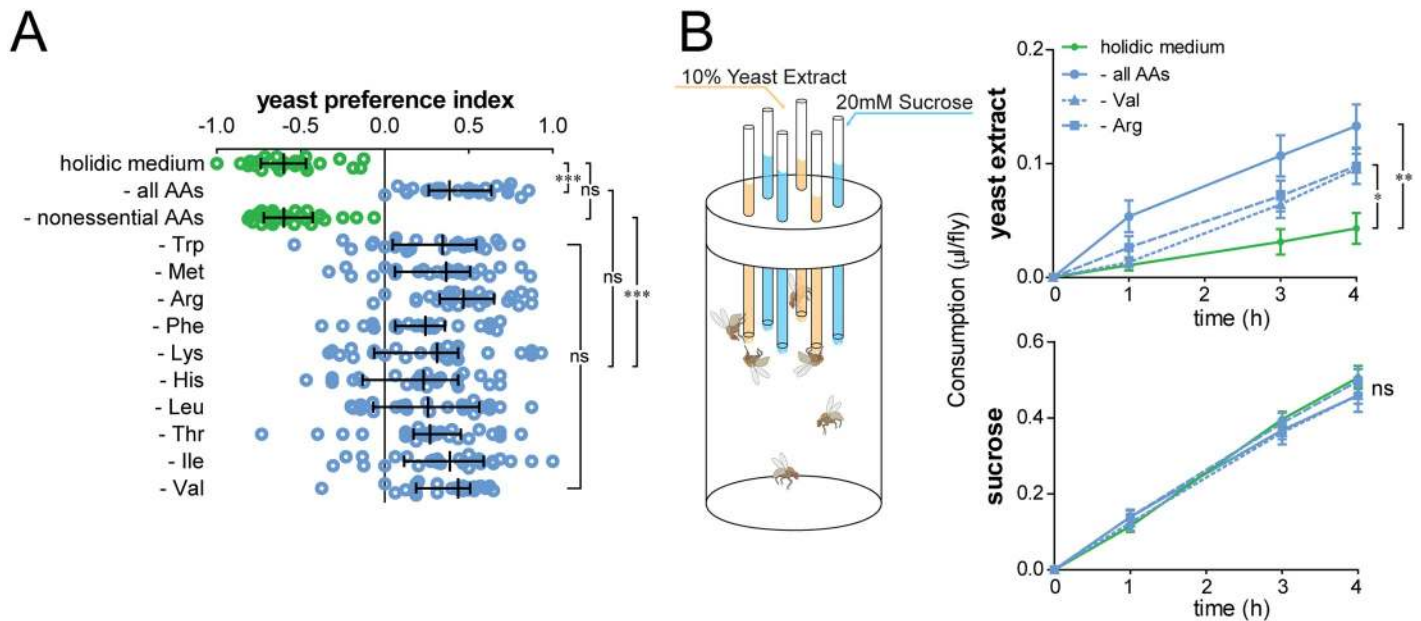 A
yeast preference index
-1.0 -0.5 0.0 0.5 1.0
holidic medium
- all AAs
- nonessential AAs
- Trp
- Met
- Arg
- Phe
- Lys
- His
- Leu
- Thr
- Ile
- Val
***
ns
ns
***
ns
B
10% Yeast Extract
20mM Sucrose
Consumption (µl/fly)
yeast extract
0.2
0.1
0.0
holidic medium
- all AAs
- Val
- Arg
*
**
0 1 2 3 4
time (h)
sucrose
0.6
0.4
0.2
0.0
ns
0 1 2 3 4
time (h)